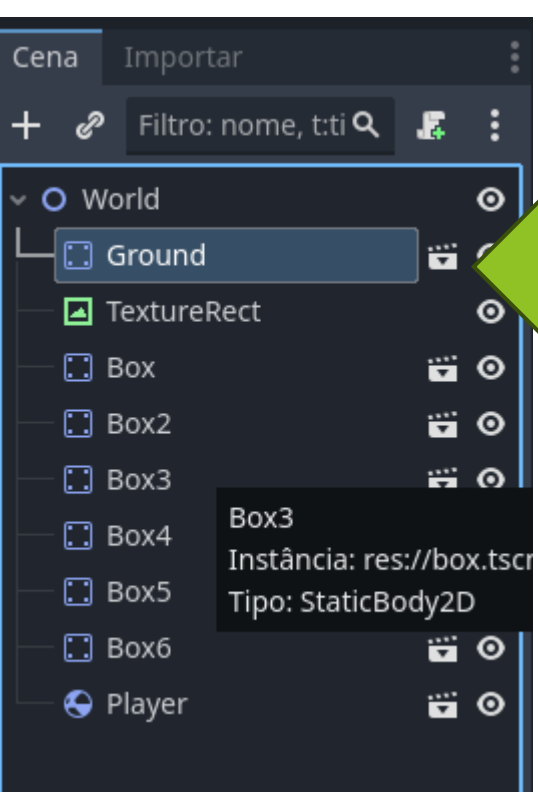 Cena Importar
Filtro: nome, t:ti
World
Ground
TextureRect
Box
Box2
Box3
Box3
Instância: res://box.tscn
Box4
Tipo: StaticBody2D
Box5
Box6
Player